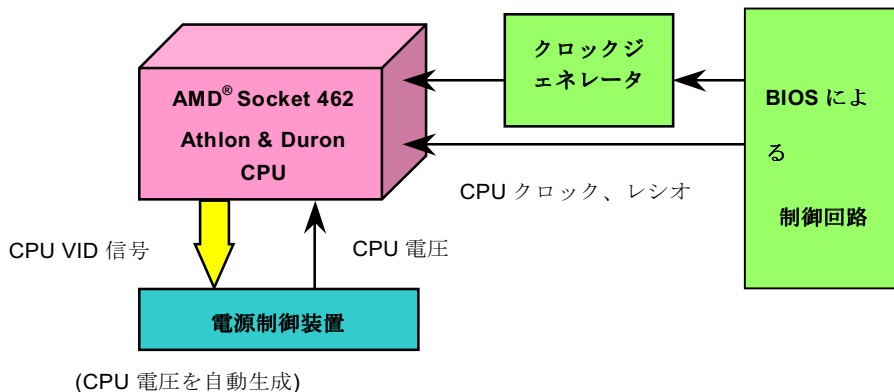 クロックジ
ェネレータ
AMD® Socket 462
Athlon & Duron
CPU
BIOS によ
る
制御回路
CPU クロック、レシオ
CPU VID 信号
CPU 電圧
電源制御装置
(CPU 電圧を自動生成)